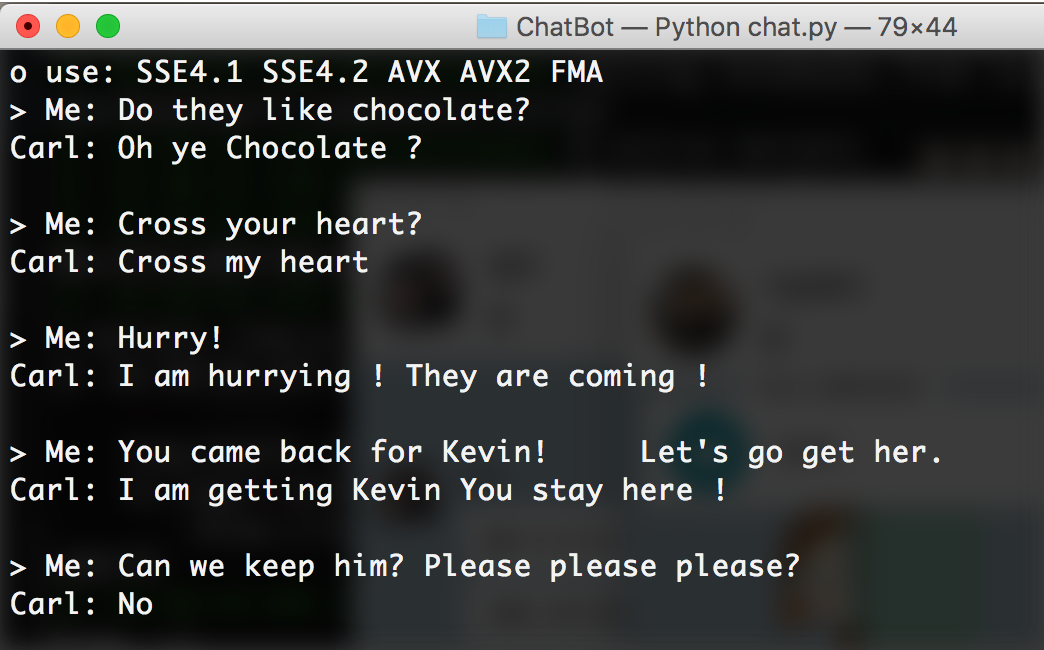 ChatBot — Python chat.py — 79×44
o use: SSE4.1 SSE4.2 AVX AVX2 FMA
> Me: Do they like chocolate?
Carl: Oh ye Chocolate ?
> Me: Cross your heart?
Carl: Cross my heart
> Me: Hurry!
Carl: I am hurrying ! They are coming !
> Me: You came back for Kevin!     Let's go get her.
Carl: I am getting Kevin You stay here !
> Me: Can we keep him? Please please please?
Carl: No